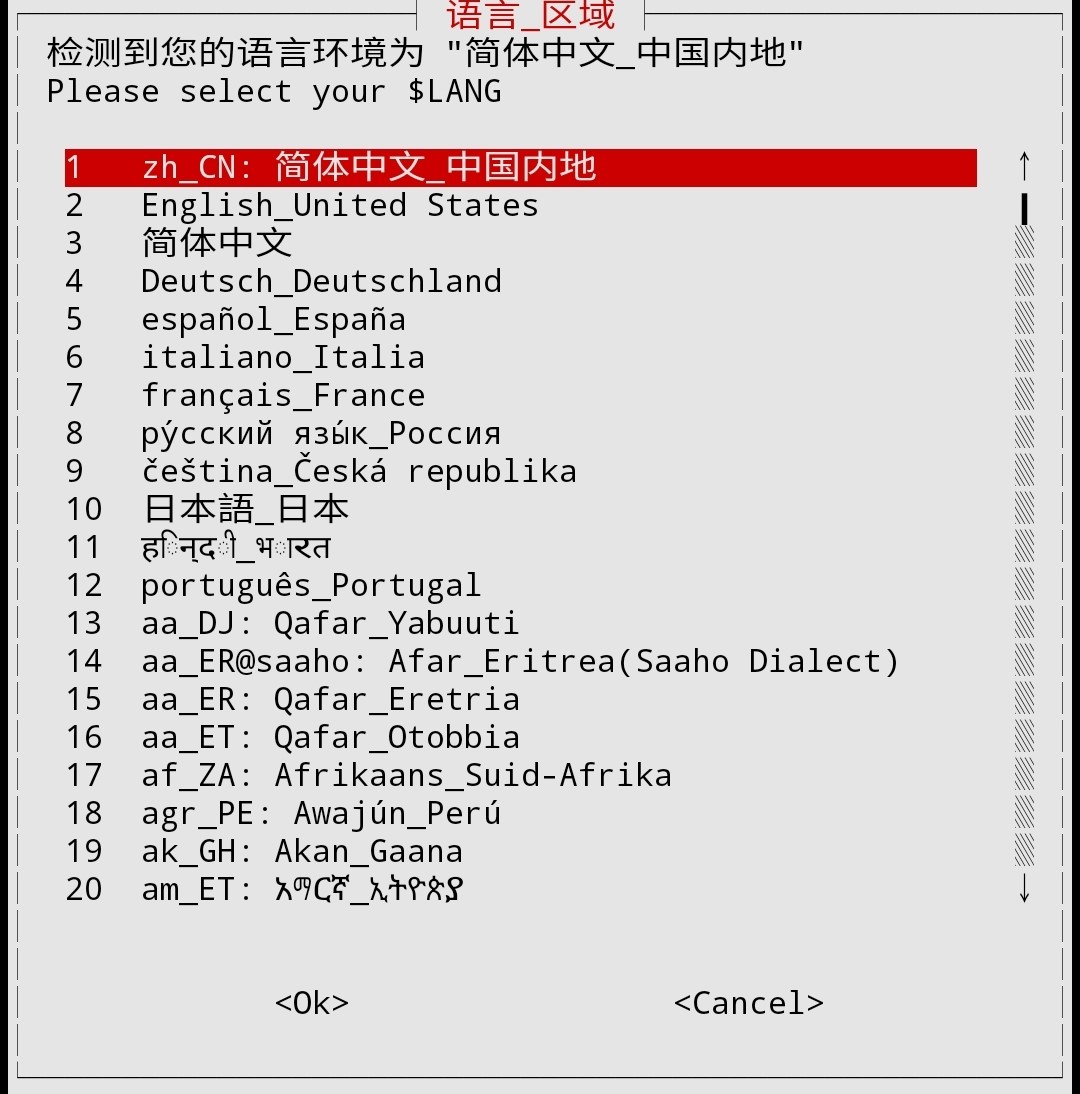 语言_区域
检测到您的语言环境为 "简体中文_中国内地"
Please select your $LANG
1 zh_CN: 简体中文_中国内地
2 English_United States
3 简体中文
4 Deutsch_Deutschland
5 español_España
6 italiano_Italia
7 français_France
8 ру́сский язы́к_Россия
9 čeština_Česká republika
10 日本語_日本
11 हिन्दी_भारत
12 português_Portugal
13 aa_DJ: Qafar_Yabuuti
14 aa_ER@saaho: Afar_Eritrea(Saaho Dialect)
15 aa_ER: Qafar_Eretria
16 aa_ET: Qafar_Otobbia
17 af_ZA: Afrikaans_Suid-Afrika
18 agr_PE: Awajún_Perú
19 ak_GH: Akan_Gaana
20 am_ET: አማርኛ_ኢትዮጵያ
<Ok> <Cancel>